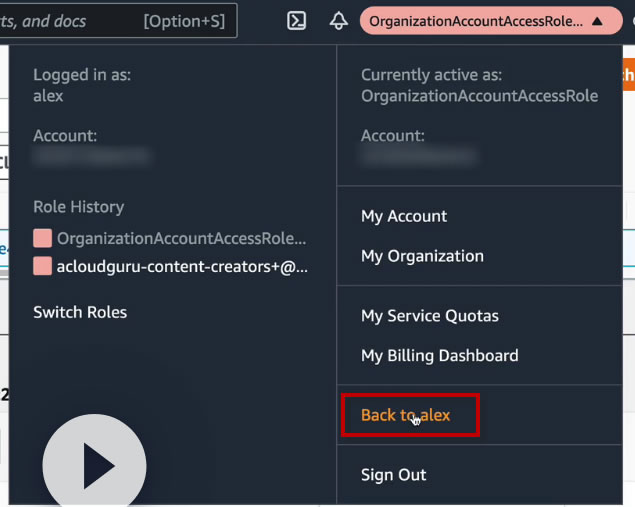 ts, and docs [Option+S] OrganizationAccountAccessRole...
Logged in as:
alex
Account:
Role History
OrganizationAccountAccessRole...
acloudguru-content-creators+@...
Switch Roles
Currently active as:
OrganizationAccountAccessRole
Account:
My Account
My Organization
My Service Quotas
My Billing Dashboard
Back to alex
Sign Out